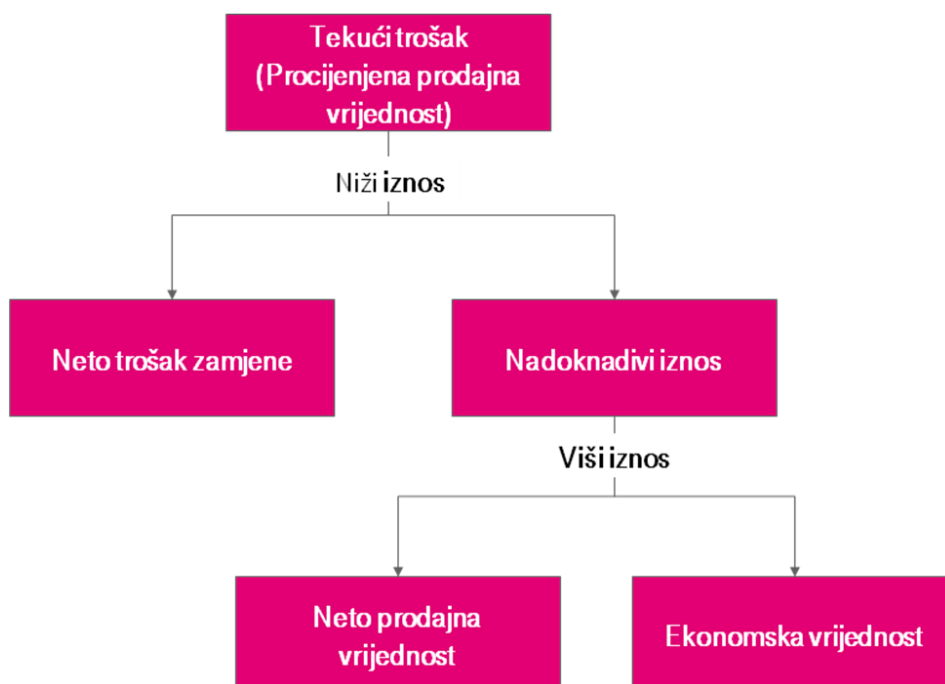 Tekući trošak
(Procijenjena prodajna
vrijednost)
Niži iznos
Neto trošak zamjene
Nadoknadivi iznos
Viši iznos
Neto prodajna
vrijednost
Ekonomska vrijednost